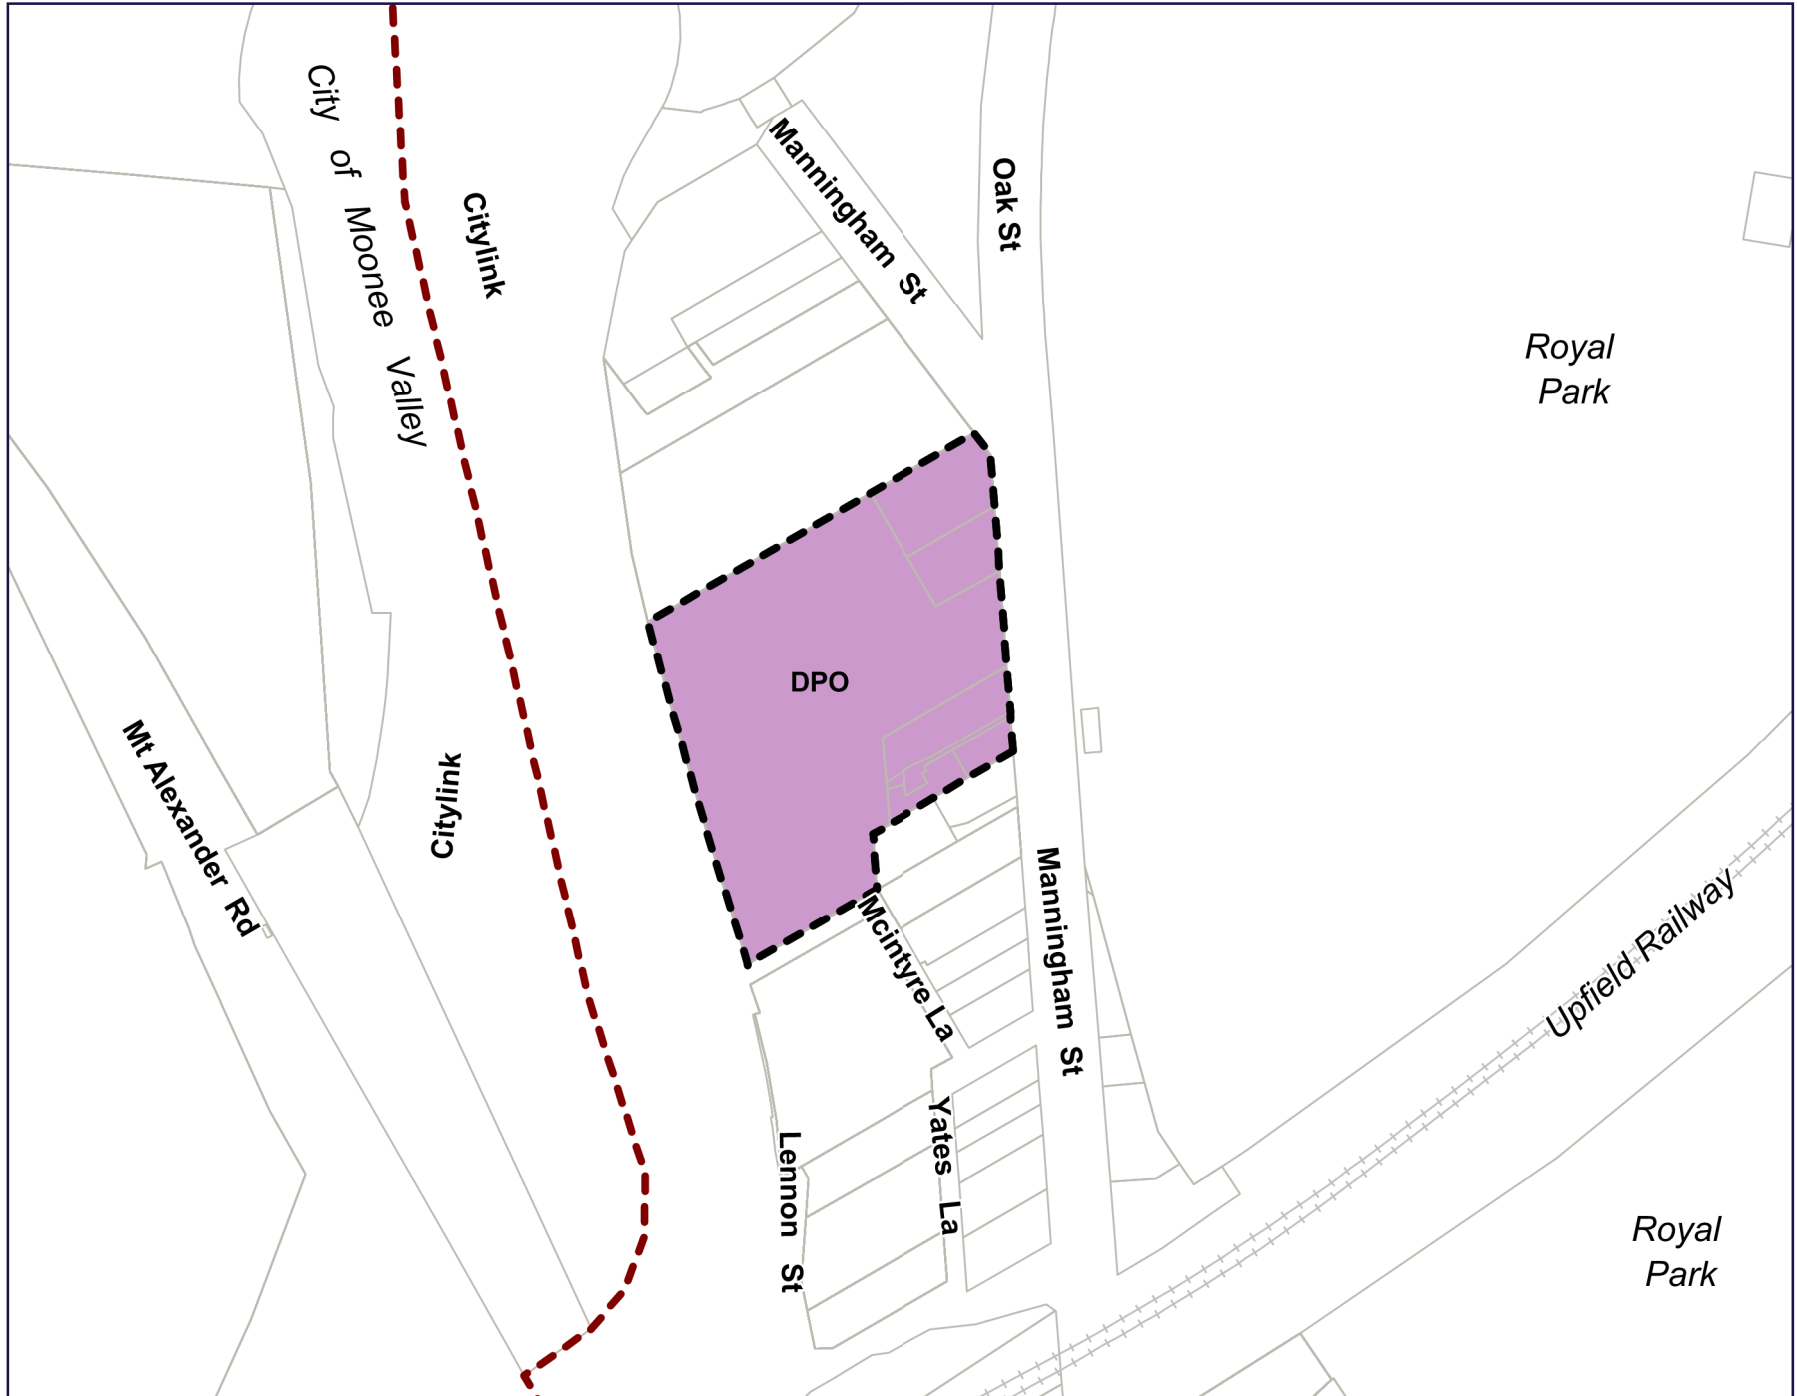 City of Moonee Valley
Citylink
Manningham St
Oak St
Royal
Park
DPO
Mt Alexander Rd
Citylink
Mcintyre La
Manningham St
Upfield Railway
Yates La
Lennon St
Royal
Park